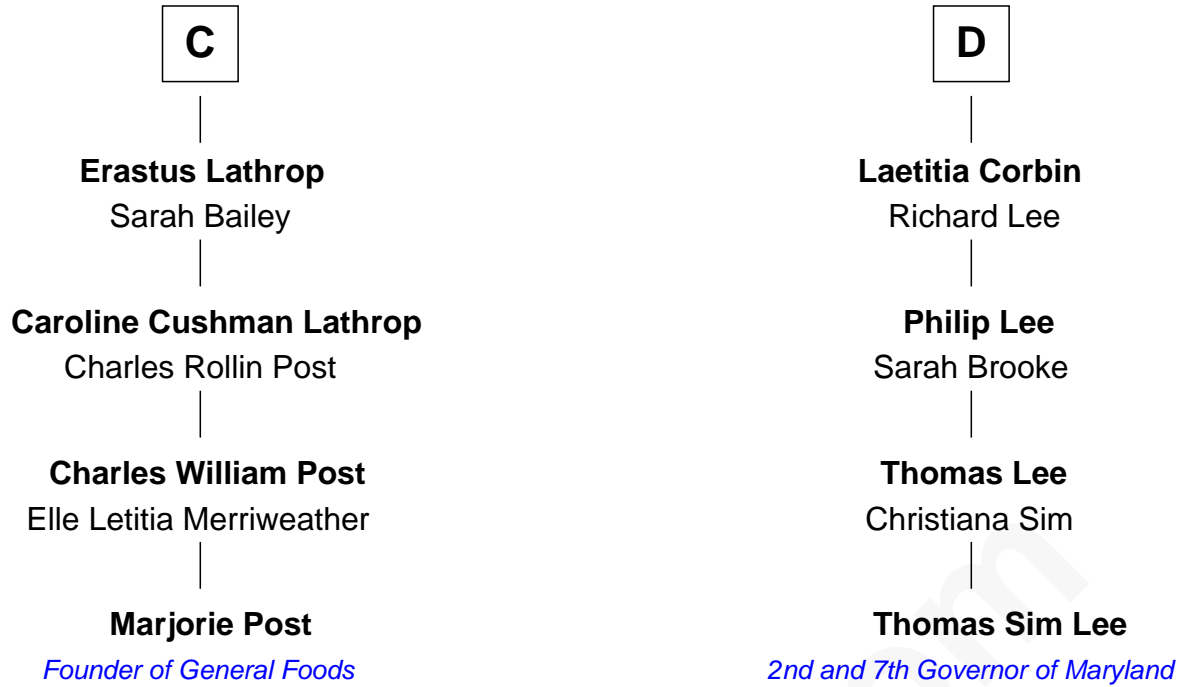 C
Erastus Lathrop
Sarah Bailey
Caroline Cushman Lathrop
Charles Rollin Post
Charles William Post
Elle Letitia Merriweather
Marjorie Post
Founder of General Foods
D
Laetitia Corbin
Richard Lee
Philip Lee
Sarah Brooke
Thomas Lee
Christiana Sim
Thomas Sim Lee
2nd and 7th Governor of Maryland